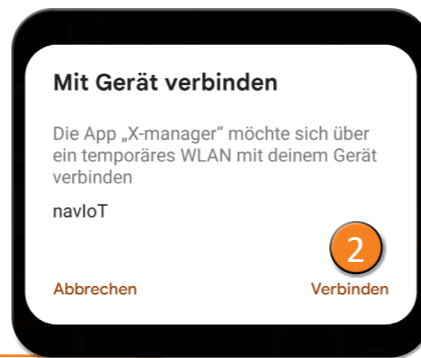 Mit Gerät verbinden
Die App „X-manager“ möchte sich über
ein temporäres WLAN mit deinem Gerät
verbinden
navIoT
2
Abbrechen Verbinden